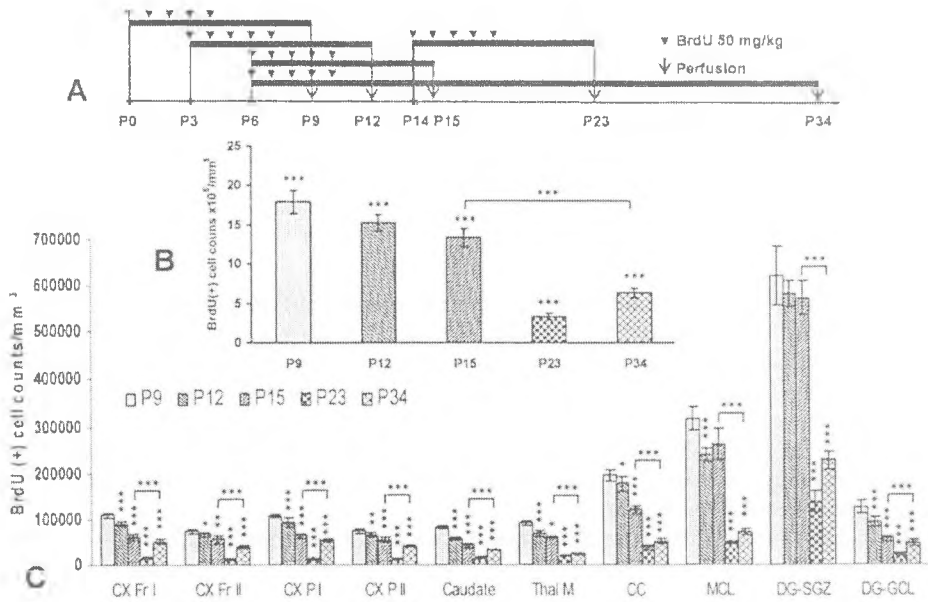 A
BrdU 50 mg/kg
Perfusion
P0 P3 P6 P9 P12 P14 P15 P23 P34
B
BrdU(+) cell counts x10⁵/mm³
25
20
15
10
5
0
*** *** *** *** *** ***
P9 P12 P15 P23 P34
C
BrdU (+) cell counts/mm³
700000
600000
500000
400000
300000
200000
100000
0
P9 P12 P15 P23 P34
*** *** *** *** *** *** *** *** *** ***
CX Fr I CX Fr II CX P I CX P II Caudate Thal M CC MCL DG-SGZ DG-GCL